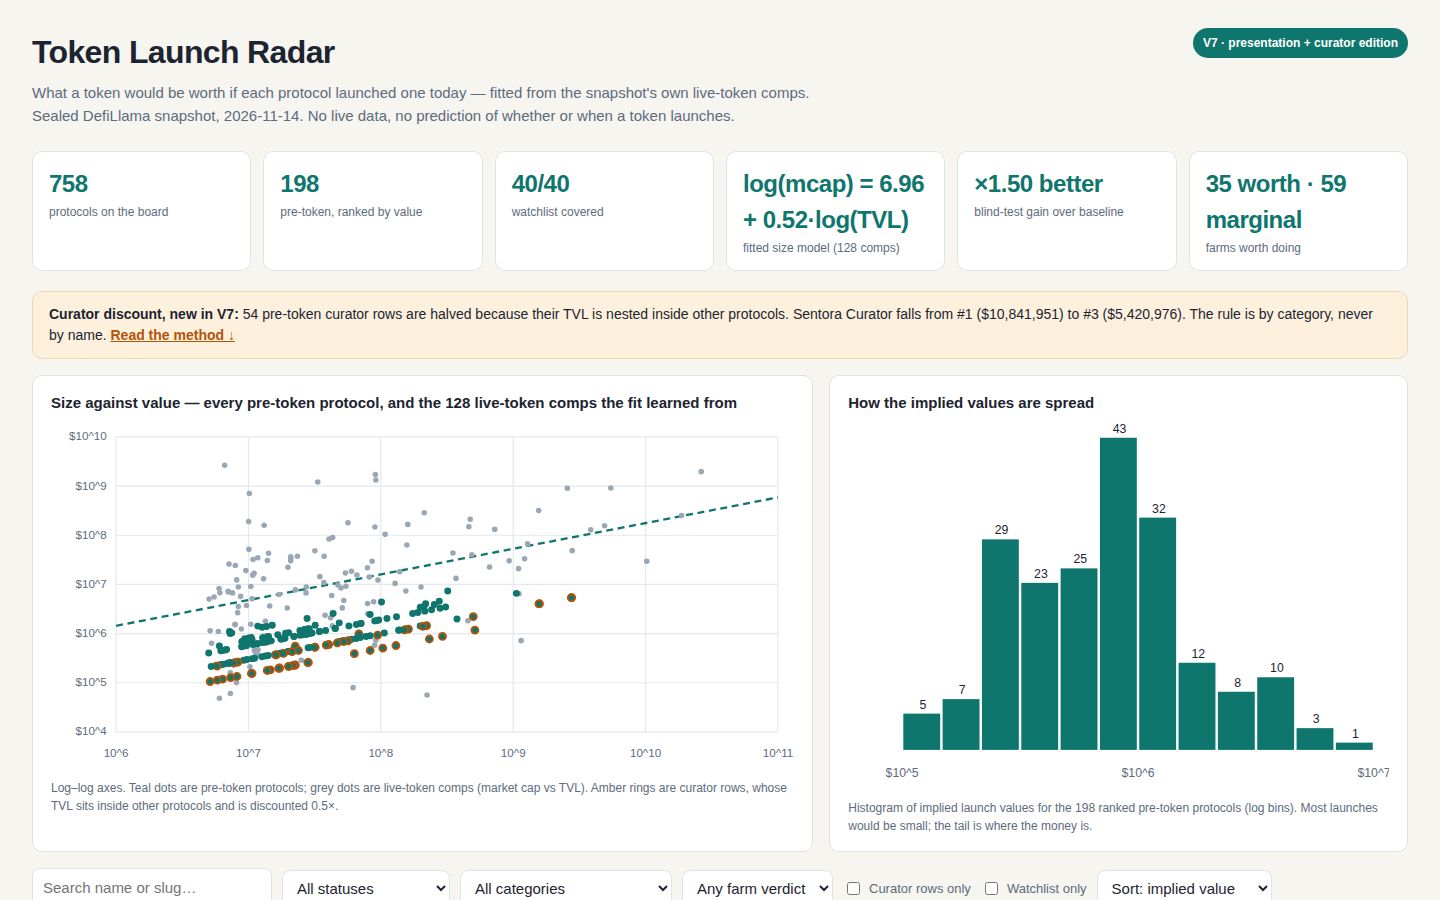 Token Launch Radar
V7 · presentation + curator edition
What a token would be worth if each protocol launched one today — fitted from the snapshot's own live-token comps.
Sealed DefiLlama snapshot, 2026-11-14. No live data, no prediction of whether or when a token launches.
758
protocols on the board
198
pre-token, ranked by value
40/40
watchlist covered
log(mcap) = 6.96
+ 0.52·log(TVL)
fitted size model (128 comps)
×1.50 better
blind-test gain over baseline
35 worth · 59
marginal
farms worth doing
Curator discount, new in V7: 54 pre-token curator rows are halved because their TVL is nested inside other protocols. Sentora Curator falls from #1 ($10,841,951) to #3 ($5,420,976). The rule is by category, never
by name. Read the method ↓
Size against value — every pre-token protocol, and the 128 live-token comps the fit learned from
$10^10
$10^9
$10^8
$10^7
$10^6
$10^5
$10^4
10^6
10^7
10^8
10^9
10^10
10^11
Log–log axes. Teal dots are pre-token protocols; grey dots are live-token comps (market cap vs TVL). Amber rings are curator rows, whose
TVL sits inside other protocols and is discounted 0.5×.
How the implied values are spread
5
7
29
23
25
43
32
12
8
10
3
1
$10^5
$10^6
$10^7
Histogram of implied launch values for the 198 ranked pre-token protocols (log bins). Most launches
would be small; the tail is where the money is.
Search name or slug…
All statuses
All categories
Any farm verdict
Curator rows only
Watchlist only
Sort: implied value